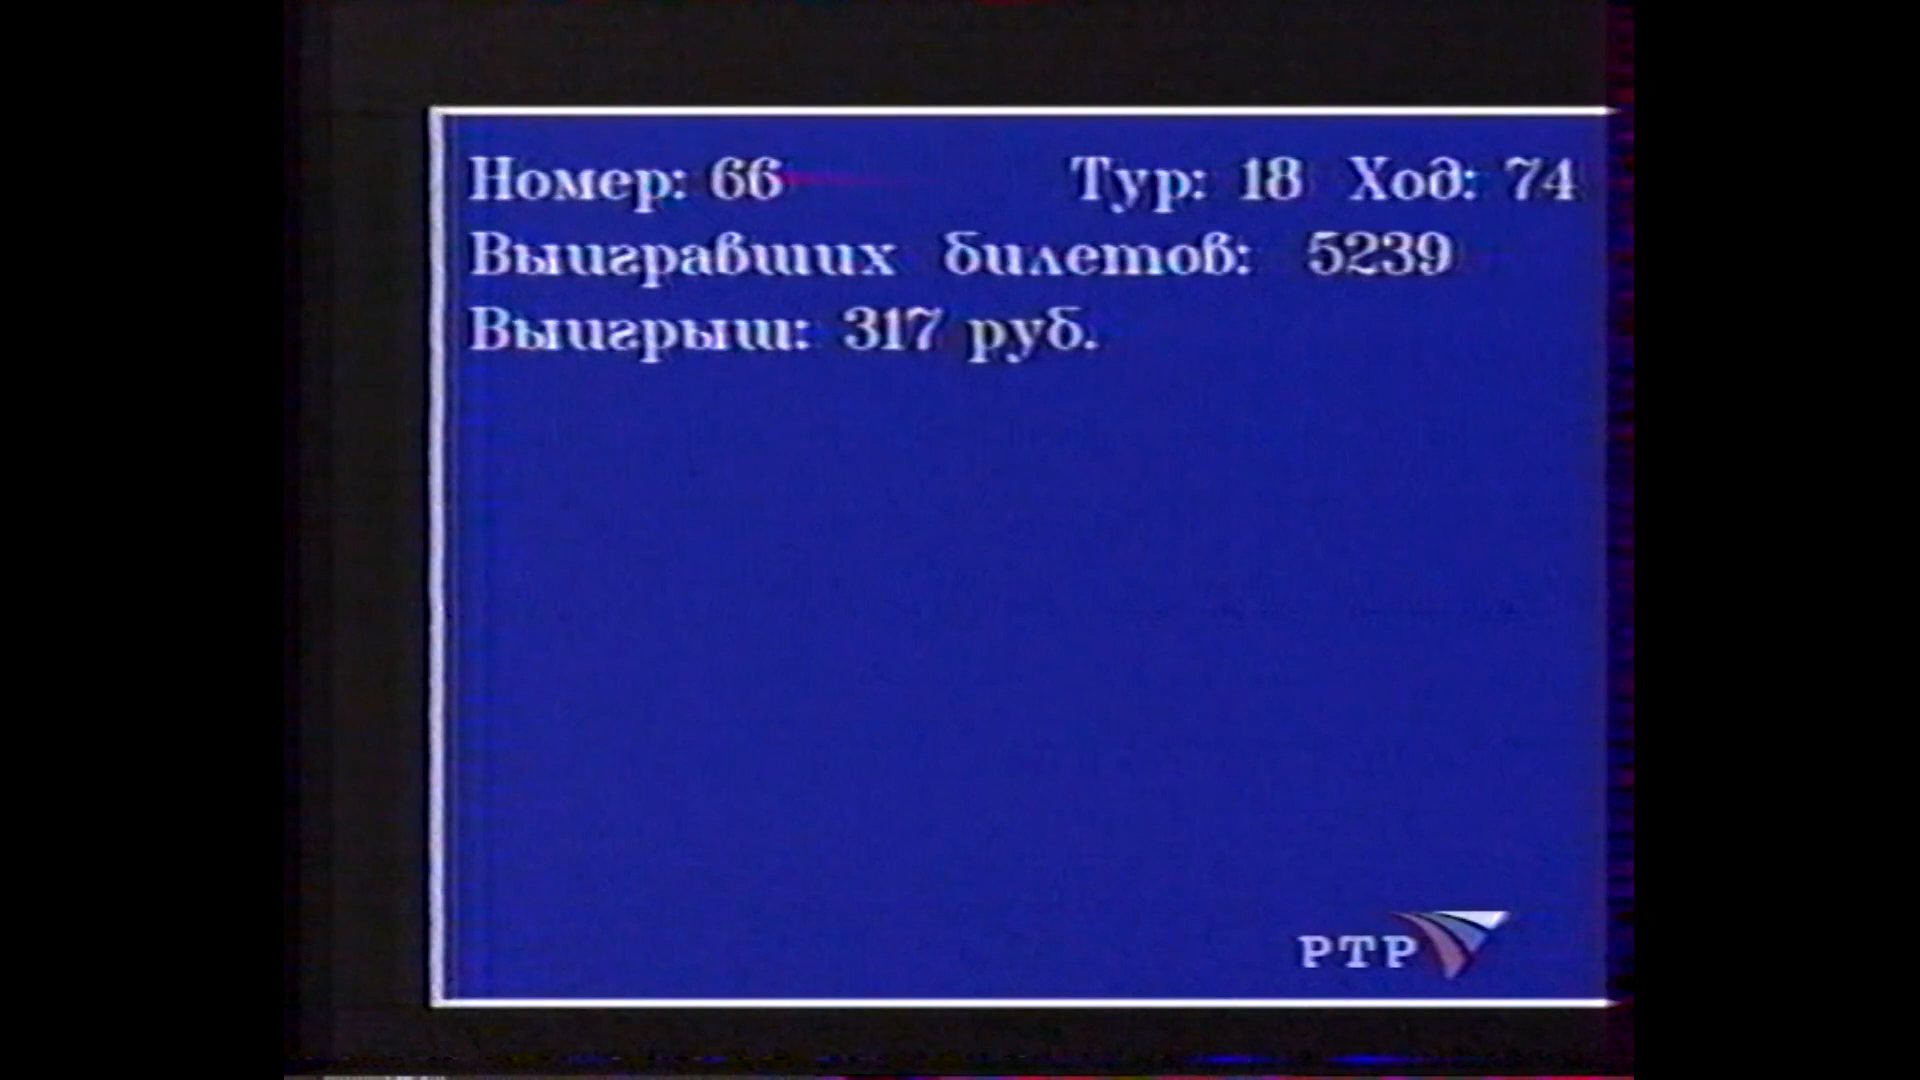 Номер: 66 Тур: 18 Ход: 74
Выигравших билетов: 5239
Выигрыш: 317 руб.
РТР